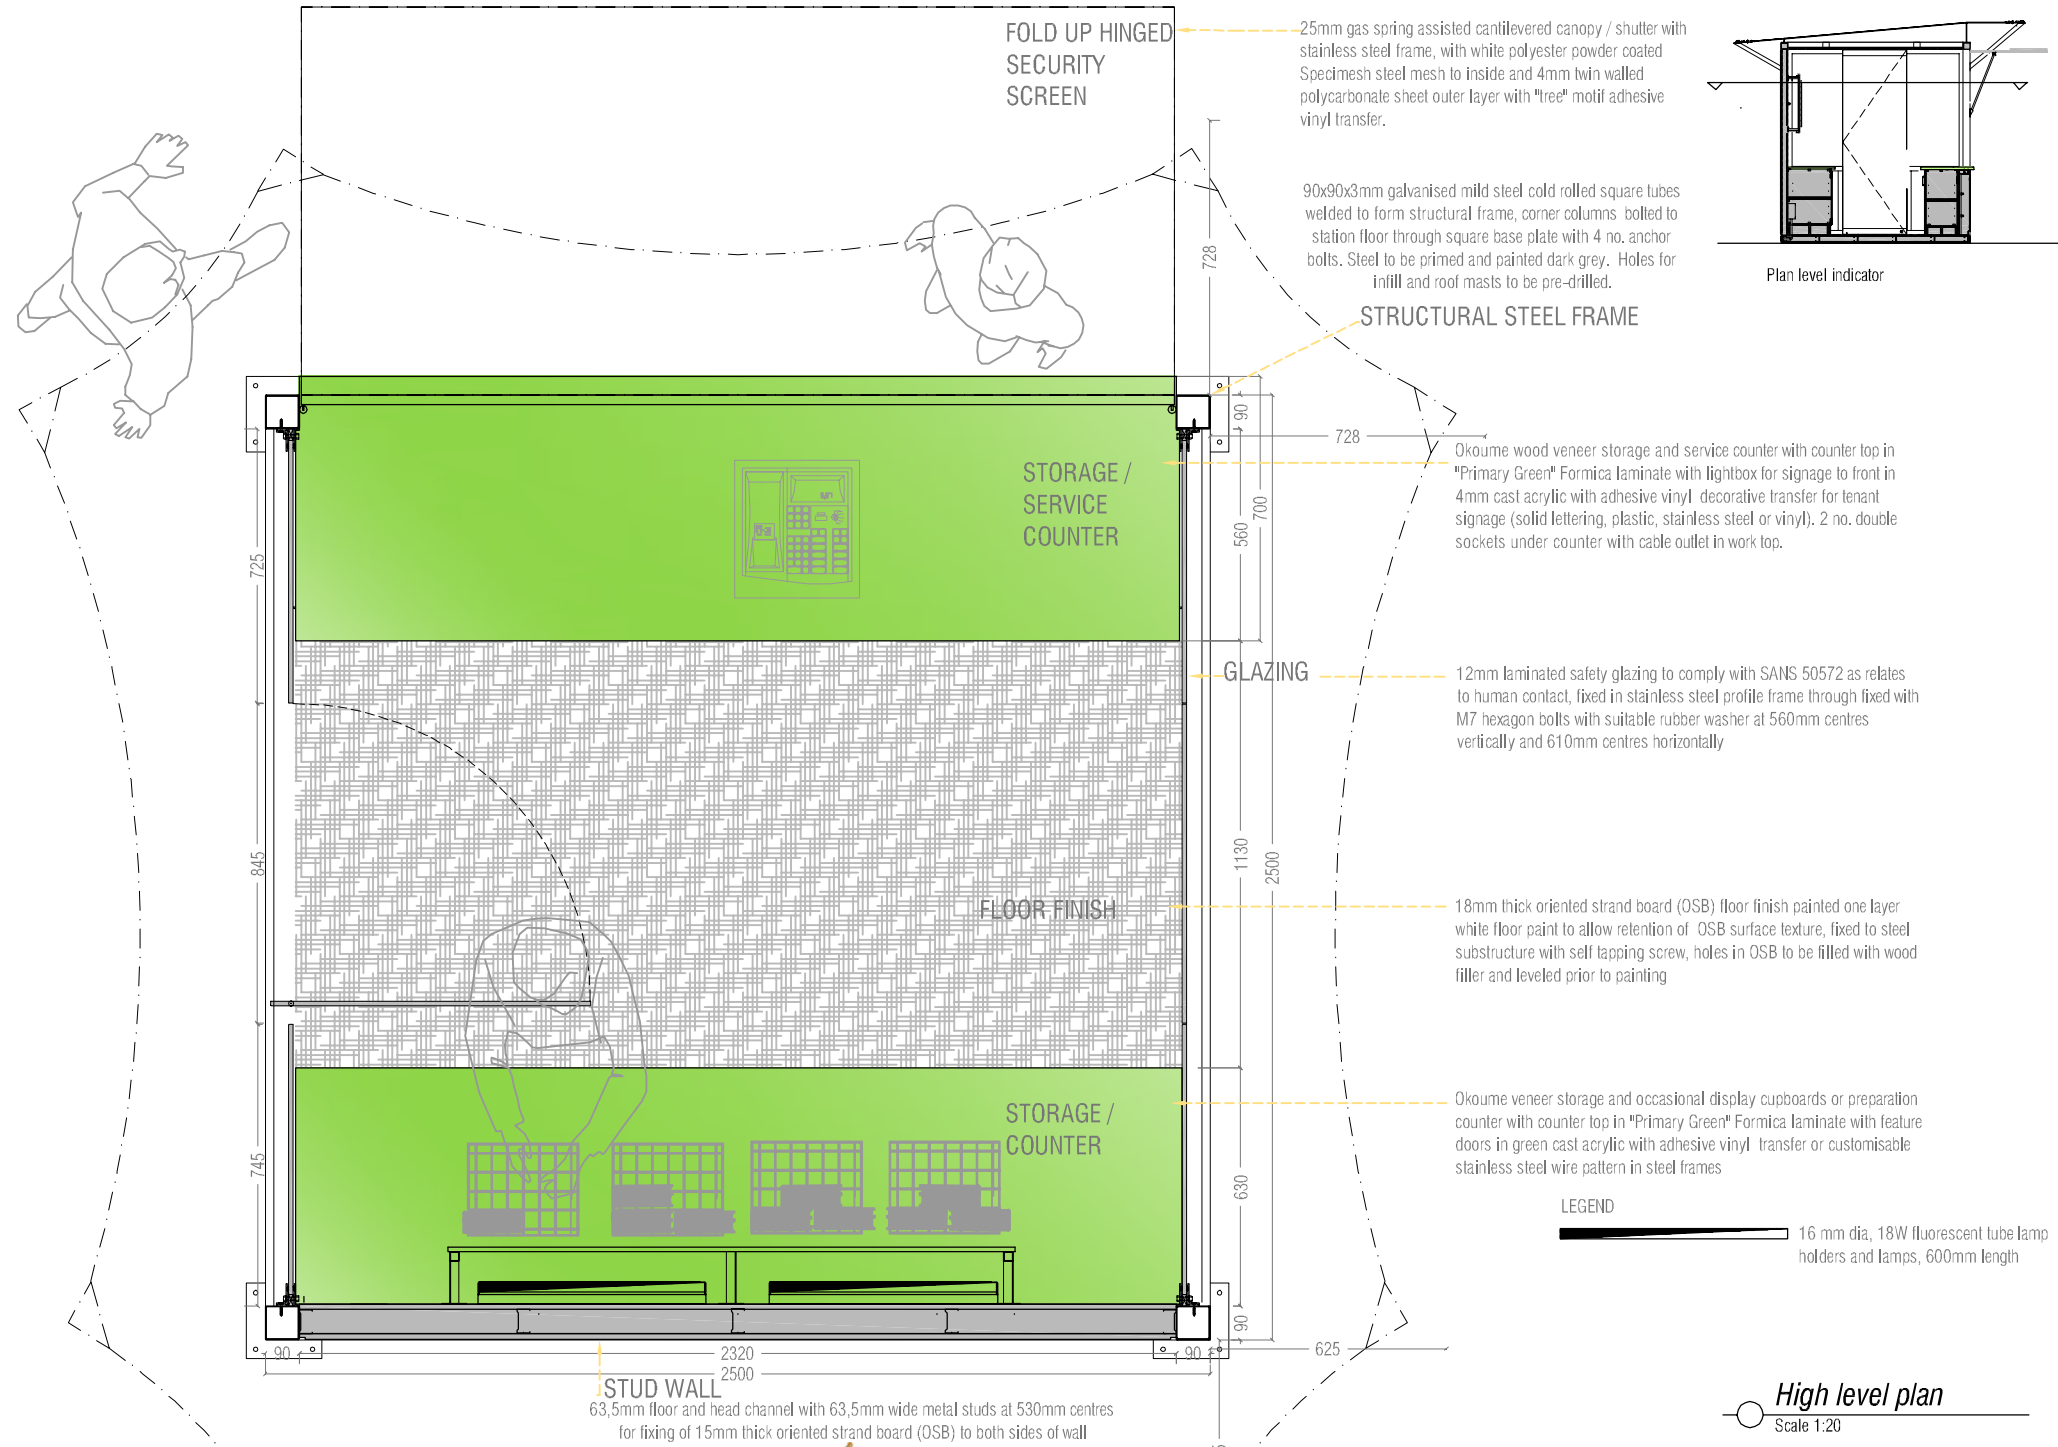 FOLD UP HINGED
SECURITY
SCREEN
25mm gas spring assisted cantilevered canopy / shutter with
stainless steel frame, with white polyester powder coated
Specimesh steel mesh to inside and 4mm twin walled
polycarbonate sheet outer layer with "tree" motif adhesive
vinyl transfer.
90x90x3mm galvanised mild steel cold rolled square tubes
welded to form structural frame, corner columns bolted to
station floor through square base plate with 4 no. anchor
bolts. Steel to be primed and painted dark grey. Holes for
infill and roof masts to be pre-drilled.
STRUCTURAL STEEL FRAME
Plan level indicator
728
90
728
STORAGE /
SERVICE
COUNTER
560
700
725
Okoume wood veneer storage and service counter with counter top in
"Primary Green" Formica laminate with lightbox for signage to front in
4mm cast acrylic with adhesive vinyl decorative transfer for tenant
signage (solid lettering, plastic, stainless steel or vinyl). 2 no. double
sockets under counter with cable outlet in work top.
GLAZING
12mm laminated safety glazing to comply with SANS 50572 as relates
to human contact, fixed in stainless steel profile frame through fixed with
M7 hexagon bolts with suitable rubber washer at 560mm centres
vertically and 610mm centres horizontally
845
1130
2500
FLOOR FINISH
18mm thick oriented strand board (OSB) floor finish painted one layer
white floor paint to allow retention of OSB surface texture, fixed to steel
substructure with self tapping screw, holes in OSB to be filled with wood
filler and leveled prior to painting
STORAGE /
COUNTER
745
630
Okoume veneer storage and occasional display cupboards or preparation
counter with counter top in "Primary Green" Formica laminate with feature
doors in green cast acrylic with adhesive vinyl transfer or customisable
stainless steel wire pattern in steel frames
LEGEND
16 mm dia, 18W fluorescent tube lamp
holders and lamps, 600mm length
90
90
2320
90
625
2500
STUD WALL
63,5mm floor and head channel with 63,5mm wide metal studs at 530mm centres
for fixing of 15mm thick oriented strand board (OSB) to both sides of wall
High level plan
Scale 1:20